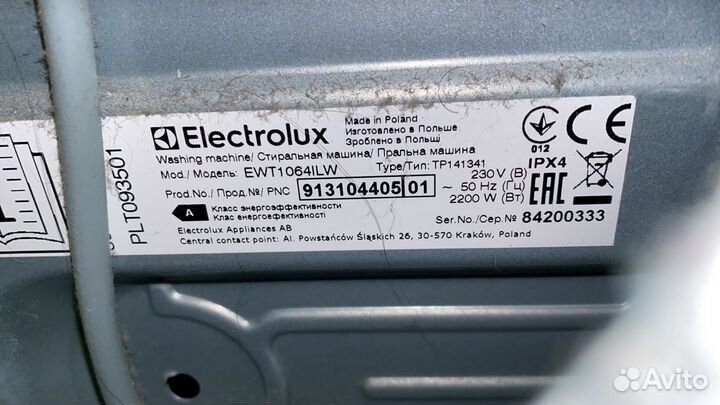 Electrolux
Made in Poland
Изготовлено в Польше
Зроблено в Польщі
Washing machine/ Стиральная машина/ Пральна машина
Mod./ Модель: EWT1064ILW Type/Тип: TP141341
Prod.No./ Прод.№/ PNC 913104405 01 ~ 230 V (В)
50 Hz (Гц)
2200 W (Вт)
A Класс энергоэффективности
Клас енергоефективності
Electrolux Appliances AB
Central contact point: Al. Powstańców Śląskich 26, 30-570 Kraków, Poland
Ser.No./Сер.№ 84200333
012
CE
IPX4
EAC
PLT093501
Avito